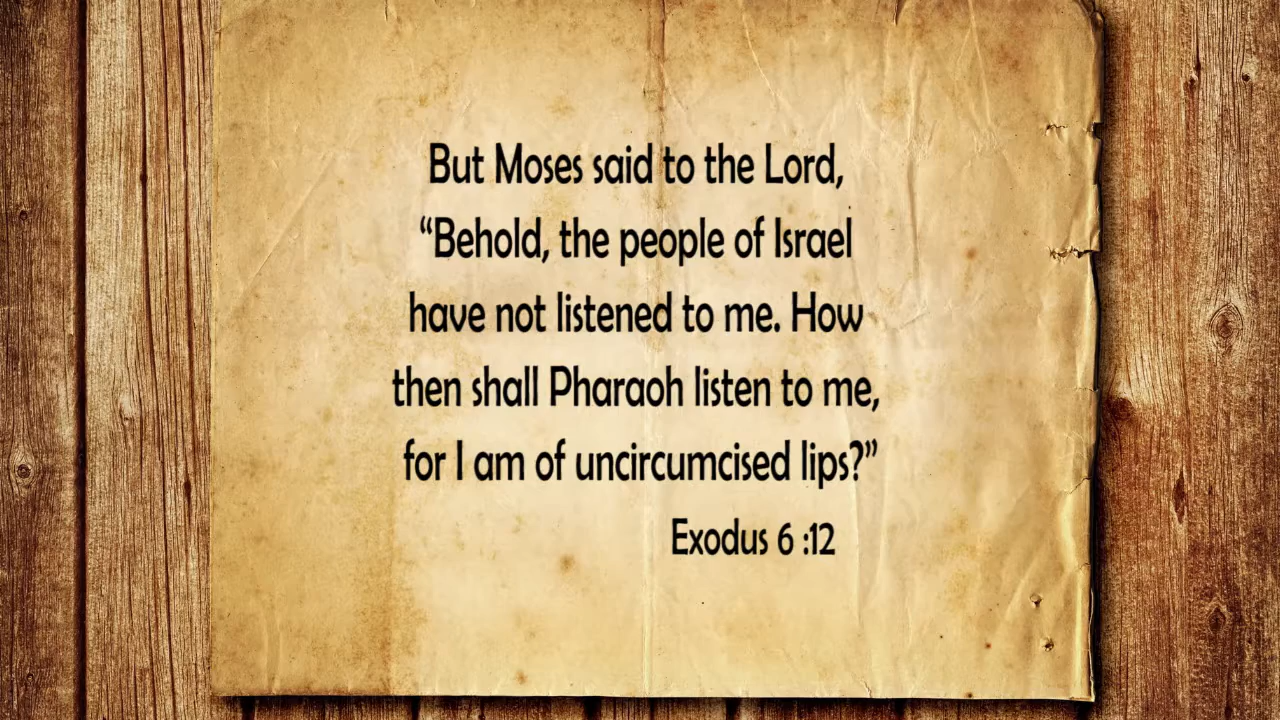 But Moses said to the Lord,
“Behold, the people of Israel
have not listened to me. How
then shall Pharaoh listen to me,
for I am of uncircumcised lips?”
Exodus 6 :12